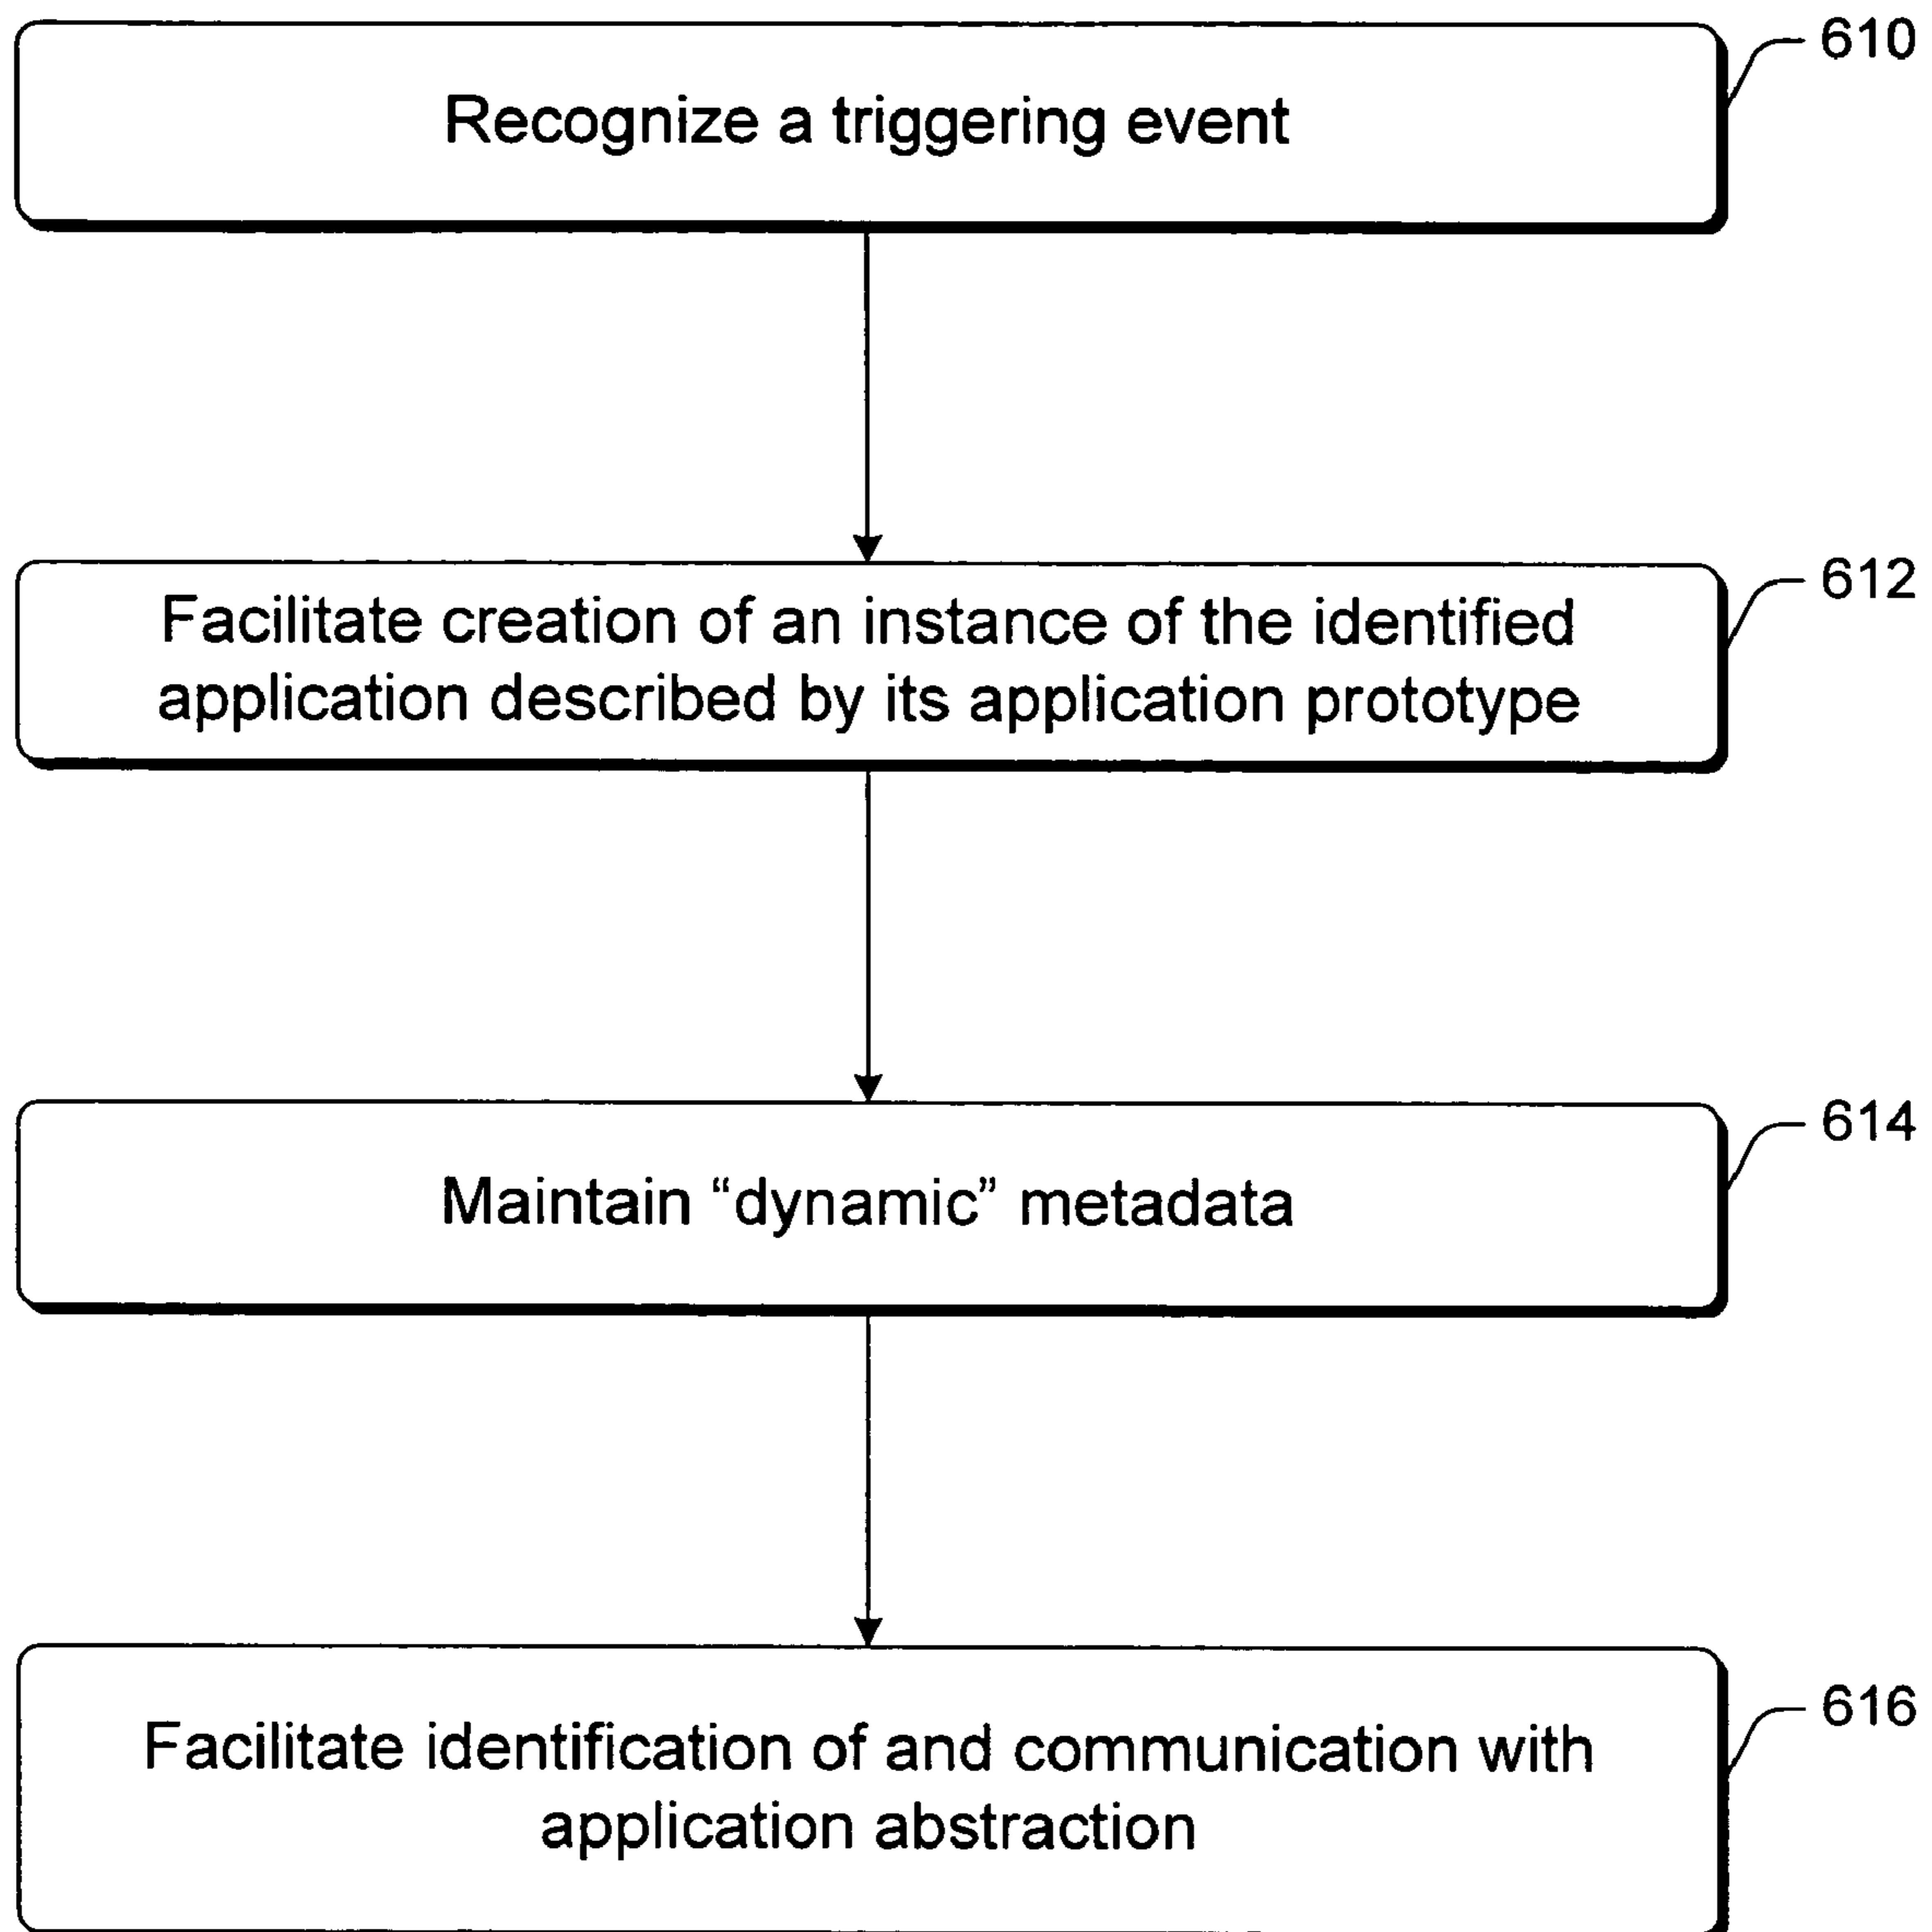 610
Recognize a triggering event
612
Facilitate creation of an instance of the identified
application described by its application prototype
614
Maintain “dynamic” metadata
616
Facilitate identification of and communication with
application abstraction